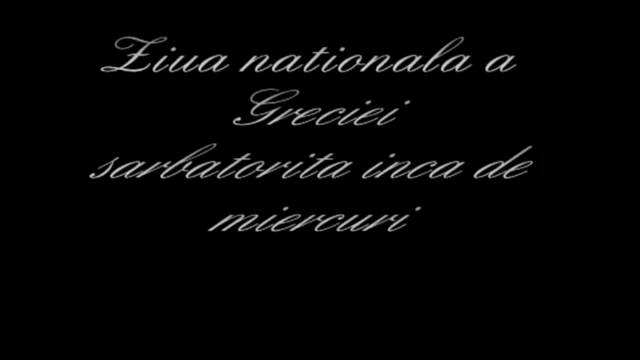 Ziua nationala a
Greciei
sarbatorita inca de
miercuri